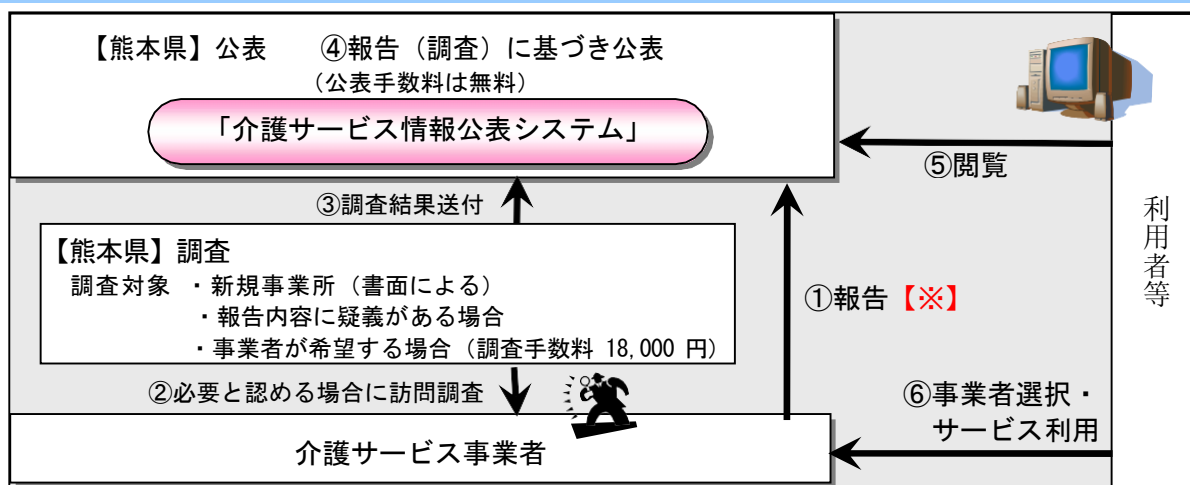 【熊本県】公表　④報告（調査）に基づき公表
（公表手数料は無料）
「介護サービス情報公表システム」
⑤閲覧
③調査結果送付
【熊本県】調査
調査対象 ・新規事業所（書面による）
・報告内容に疑義がある場合
・事業者が希望する場合（調査手数料 18,000 円）
①報告【※】
利用者等
②必要と認める場合に訪問調査
⑥事業者選択・
サービス利用
介護サービス事業者